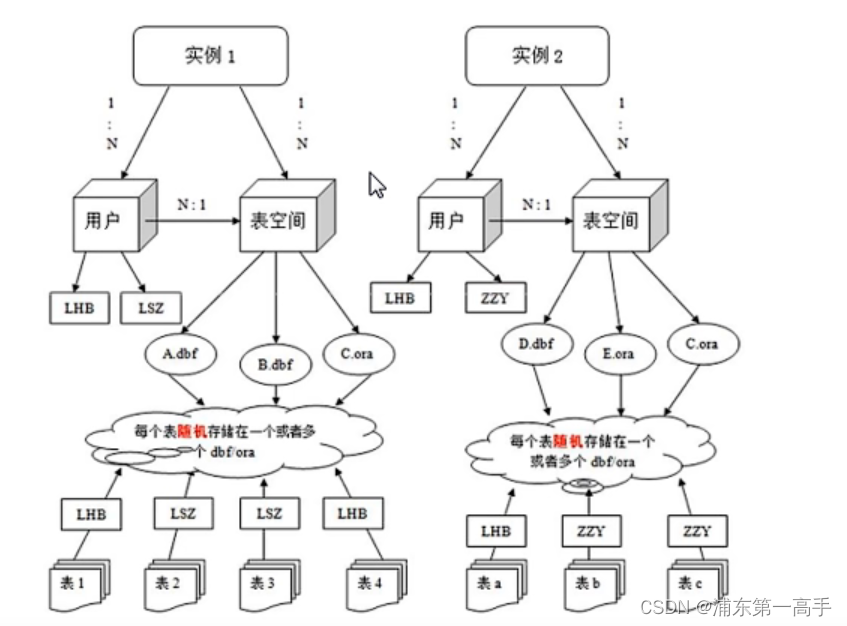 实例 1
实例 2
1
:
N
1
:
N
1
:
N
1
:
N
用户
N : 1
表空间
用户
N : 1
表空间
LHB
LSZ
LHB
ZZY
A.dbf
B.dbf
C.ora
D.dbf
E.ora
C.ora
每个表随机存储在一个或者多
个 dbf/ora
每个表随机存储在一个
或者多个 dbf/ora
LHB
LSZ
LSZ
LHB
LHB
ZZY
ZZY
表 1
表 2
表 3
表 4
表 a
表 b
表 c
CSDN @浦东第一高手